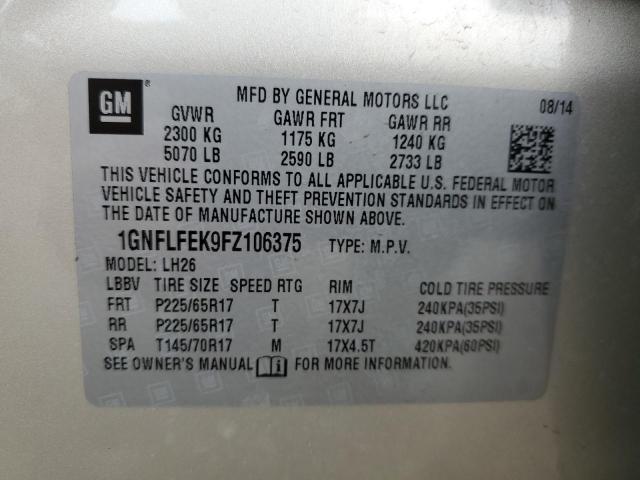 GM ®
MFD BY GENERAL MOTORS LLC 08/14
GVWR GAWR FRT GAWR RR
2300 KG 1175 KG 1240 KG
5070 LB 2590 LB 2733 LB
THIS VEHICLE CONFORMS TO ALL APPLICABLE U.S. FEDERAL MOTOR
VEHICLE SAFETY AND THEFT PREVENTION STANDARDS IN EFFECT ON
THE DATE OF MANUFACTURE SHOWN ABOVE.
1GNFLFEK9FZ106375 TYPE: M.P.V.
MODEL: LH26
LBBV TIRE SIZE SPEED RTG RIM COLD TIRE PRESSURE
FRT P225/65R17 T 17X7J 240KPA(35PSI)
RR P225/65R17 T 17X7J 240KPA(35PSI)
SPA T145/70R17 M 17X4.5T 420KPA(60PSI)
SEE OWNER'S MANUAL i FOR MORE INFORMATION.